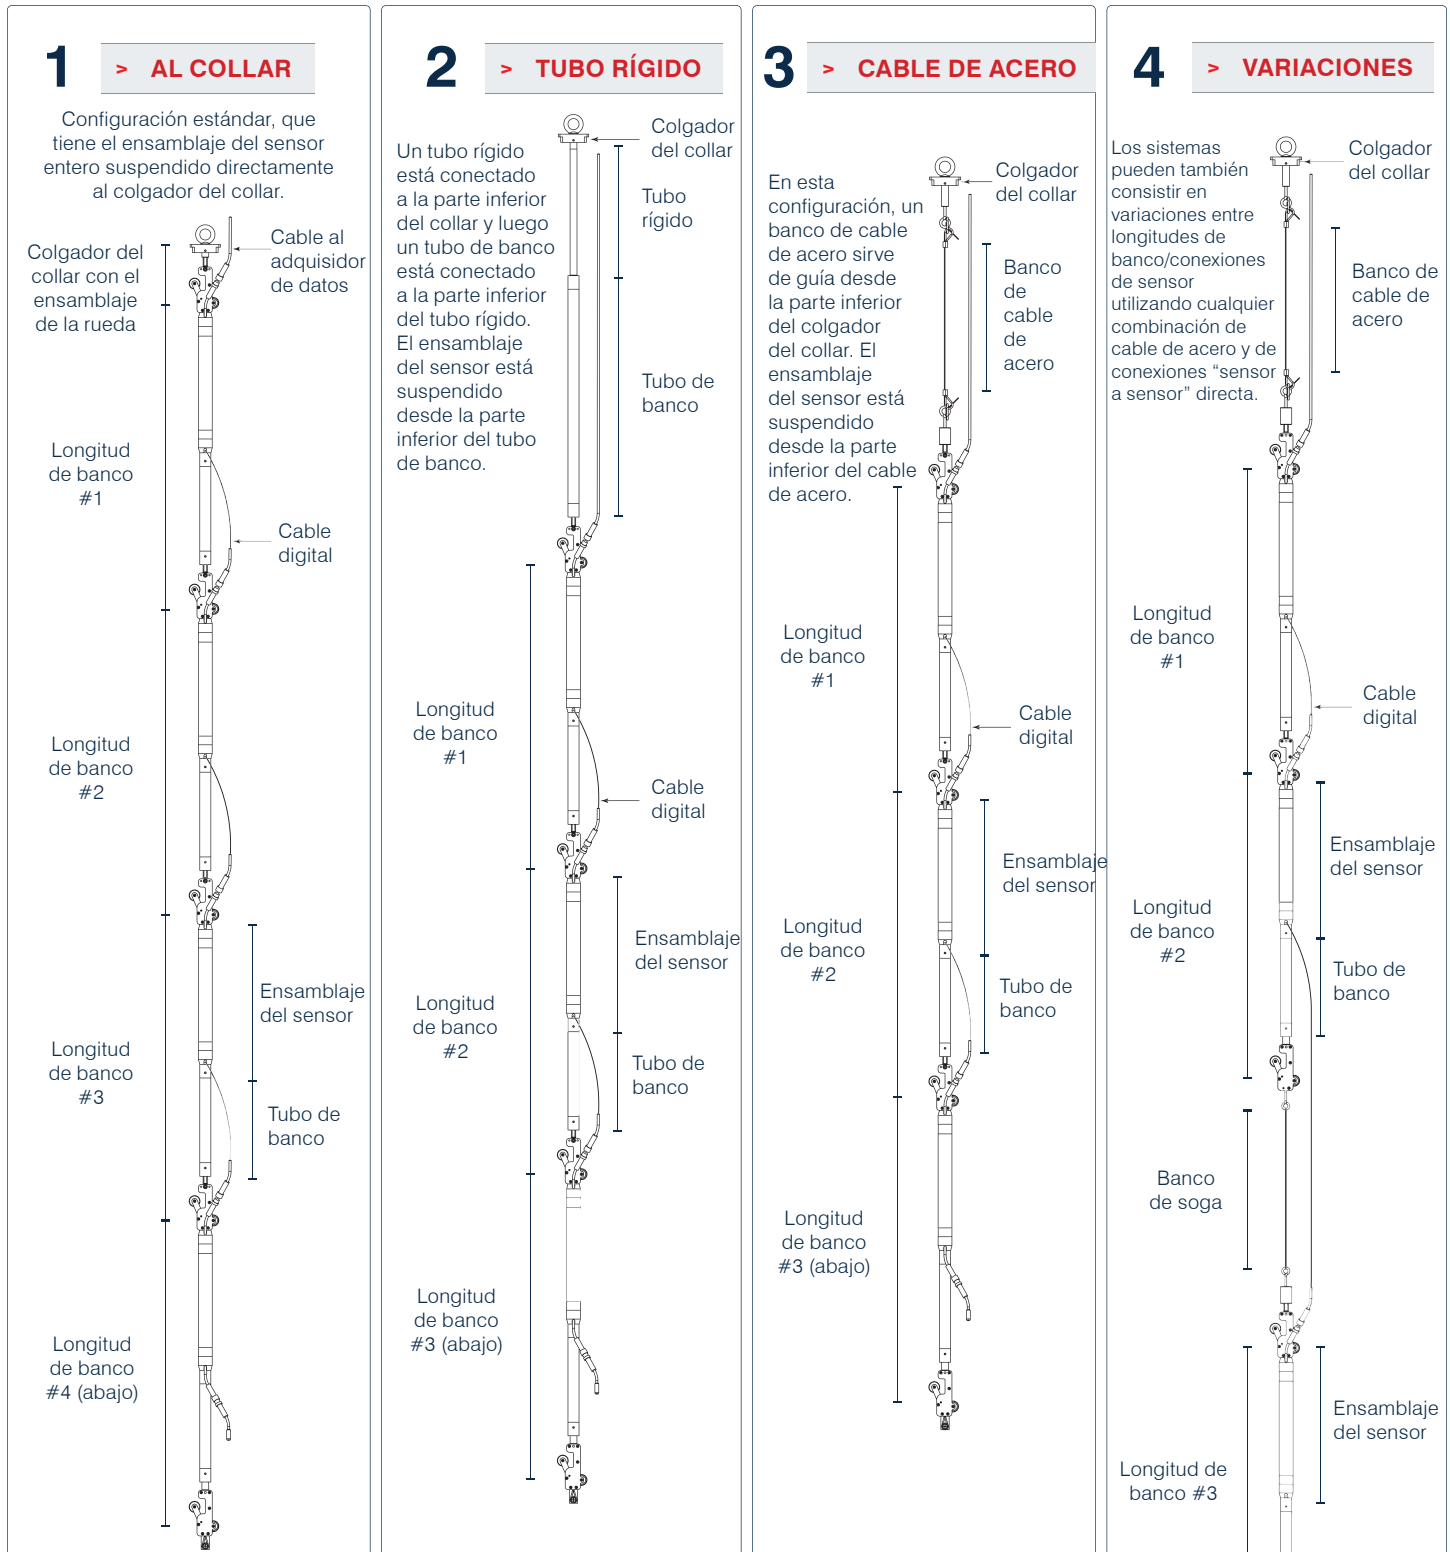 1
> AL COLLAR
Configuración estándar, que
tiene el ensamblaje del sensor
entero suspendido directamente
al colgador del collar.
Colgador del
collar con el
ensamblaje
de la rueda
Cable al
adquisidor
de datos
Longitud
de banco
#1
Cable
digital
Longitud
de banco
#2
Ensamblaje
del sensor
Longitud
de banco
#3
Tubo de
banco
Longitud
de banco
#4 (abajo)
2
> TUBO RÍGIDO
Un tubo rígido
está conectado
a la parte inferior
del collar y luego
un tubo de banco
está conectado
a la parte inferior
del tubo rígido.
El ensamblaje
del sensor está
suspendido
desde la parte
inferior del tubo
de banco.
Colgador
del collar
Tubo
rígido
Tubo de
banco
Longitud
de banco
#1
Cable
digital
Ensamblaje
del sensor
Longitud
de banco
#2
Tubo de
banco
Longitud
de banco
#3 (abajo)
3
> CABLE DE ACERO
En esta
configuración, un
banco de cable
de acero sirve
de guía desde
la parte inferior
del colgador
del collar. El
ensamblaje
del sensor está
suspendido
desde la parte
inferior del cable
de acero.
Colgador
del collar
Banco
de
cable
de
acero
Longitud
de banco
#1
Cable
digital
Ensamblaje
del sensor
Longitud
de banco
#2
Tubo de
banco
Longitud
de banco
#3 (abajo)
4
> VARIACIONES
Los sistemas
pueden también
consistir en
variaciones entre
longitudes de
banco/conexiones
de sensor
utilizando cualquier
combinación de
cable de acero y de
conexiones “sensor
a sensor” directa.
Colgador
del collar
Banco de
cable de
acero
Longitud
de banco
#1
Cable
digital
Ensamblaje
del sensor
Longitud
de banco
#2
Tubo de
banco
Banco
de soga
Ensamblaje
del sensor
Longitud de
banco #3